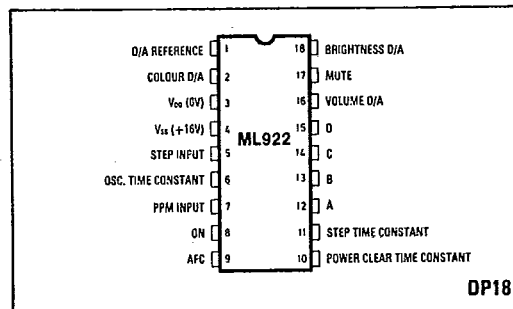 D/A REFERENCE 1 18 BRIGHTNESS D/A
COLOUR D/A 2 17 MUTE
VDD (0V) 3 16 VOLUME D/A
VSS (+16V) 4 15 D
ML922
STEP INPUT 5 14 C
OSC. TIME CONSTANT 6 13 B
PPM INPUT 7 12 A
ON 8 11 STEP TIME CONSTANT
AFC 9 10 POWER CLEAR TIME CONSTANT
DP18